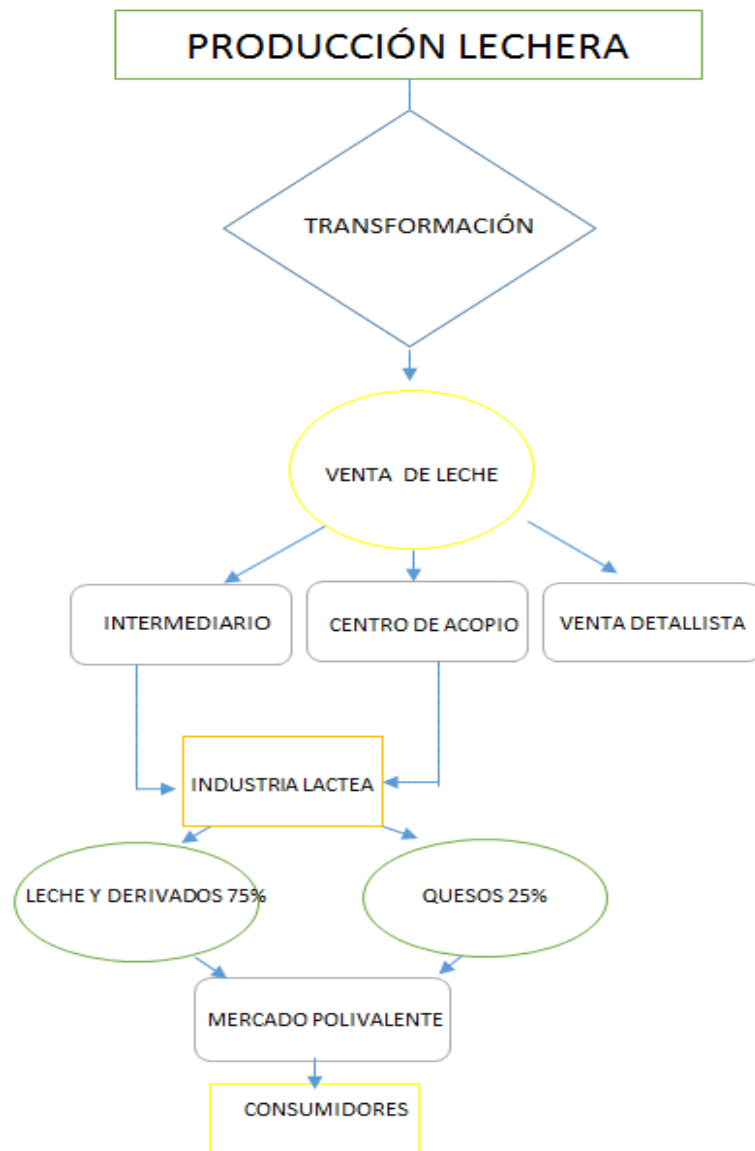 PRODUCCIÓN LECHERA
TRANSFORMACIÓN
VENTA DE LECHE
INTERMEDIARIO
CENTRO DE ACOPIO
VENTA DETALLISTA
INDUSTRIA LACTEA
LECHE Y DERIVADOS 75%
QUESOS 25%
MERCADO POLIVALENTE
CONSUMIDORES